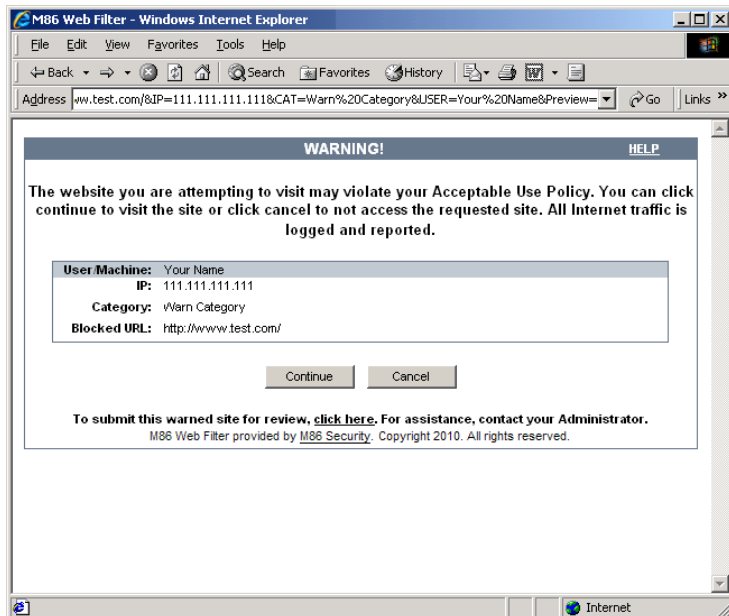 M86 Web Filter - Windows Internet Explorer
File Edit View Favorites Tools Help
Back Search Favorites History
Address ww.test.com/&IP=111.111.111.111&CAT=Warn%20Category&USER=Your%20Name&Preview= Go Links »
WARNING! HELP
The website you are attempting to visit may violate your Acceptable Use Policy. You can click
continue to visit the site or click cancel to not access the requested site. All Internet traffic is
logged and reported.
User/Machine: Your Name
IP: 111.111.111.111
Category: Warn Category
Blocked URL: http://www.test.com/
Continue Cancel
To submit this warned site for review, click here. For assistance, contact your Administrator.
M86 Web Filter provided by M86 Security. Copyright 2010. All rights reserved.
Internet